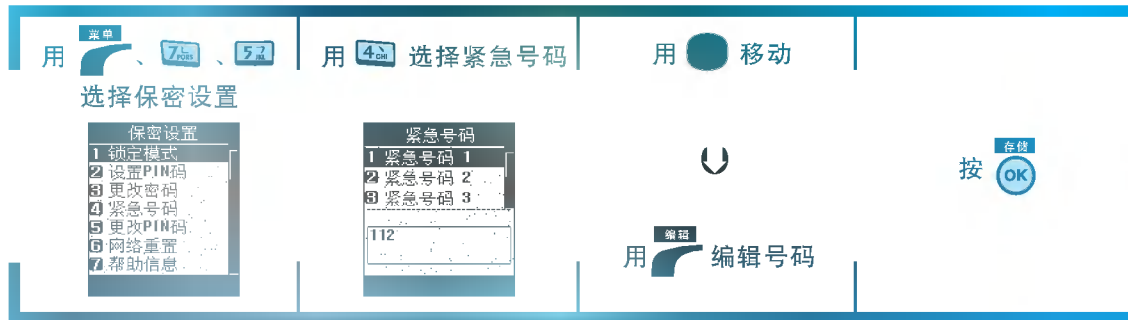 菜单
用 、 7 PQRS 、 5 JKL
选择保密设置
保密设置
1 锁定模式
2 设置PIN码
3 更改密码
4 紧急号码
5 更改PIN码
6 网络重置
7 帮助信息
用 4 GHI 选择紧急号码
紧急号码
1 紧急号码 1
2 紧急号码 2
3 紧急号码 3
112
用 移动
编辑
用 编辑号码
存储
按 OK